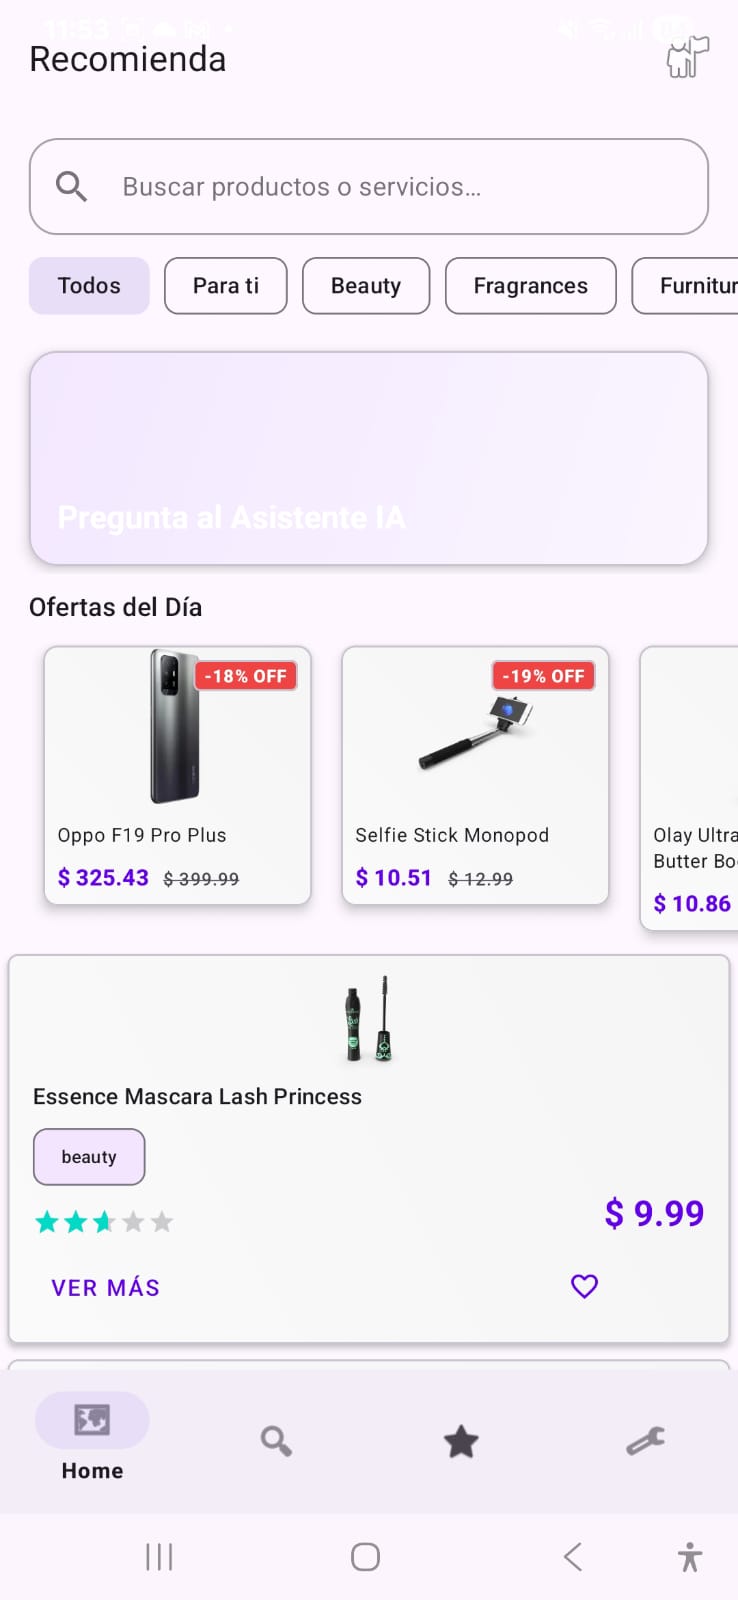 11:53
Recomienda
Buscar productos o servicios…
Todos
Para ti
Beauty
Fragrances
Furnitur
Pregunta al Asistente IA
Ofertas del Día
-18% OFF
-19% OFF
Oppo F19 Pro Plus
Selfie Stick Monopod
Olay Ultra
Butter Bo
$ 325.43 $ 399.99
$ 10.51 $ 12.99
$ 10.86
Essence Mascara Lash Princess
beauty
$ 9.99
VER MÁS
Home